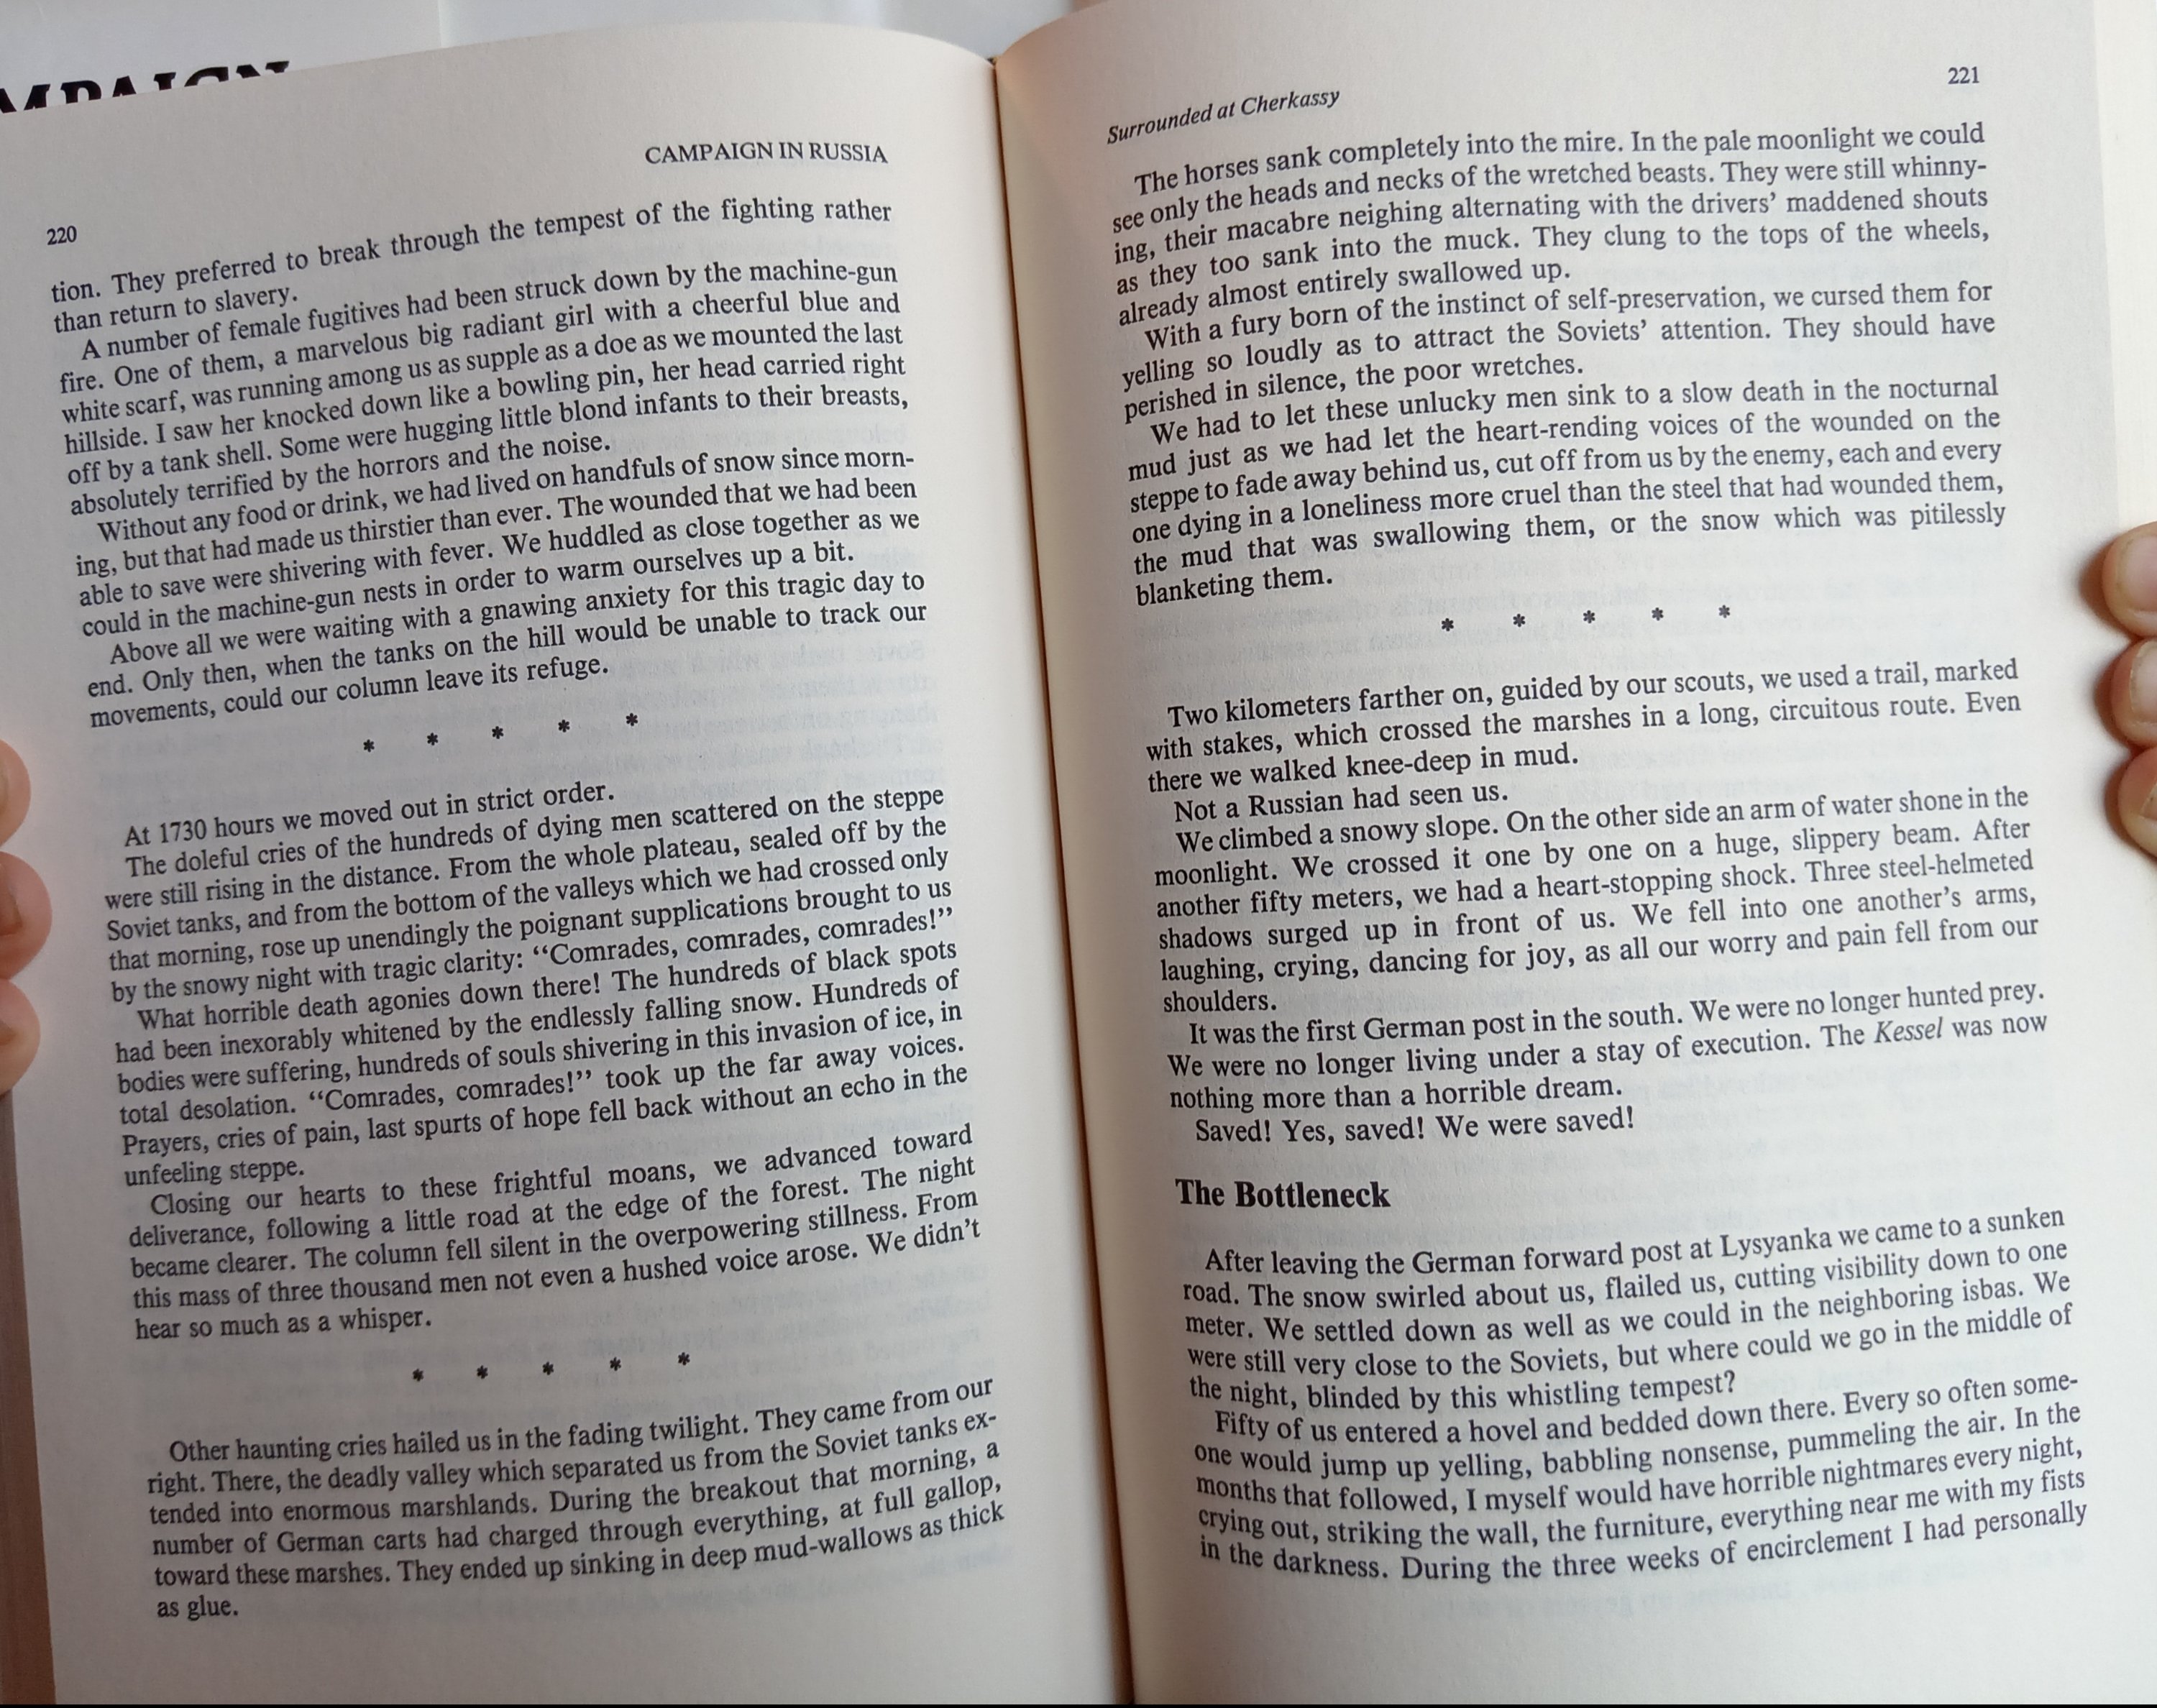 CAMPAIGN IN RUSSIA
220
tion. They preferred to break through the tempest of the fighting rather
than return to slavery.
A number of female fugitives had been struck down by the machine-gun
fire. One of them, a marvelous big radiant girl with a cheerful blue and
white scarf, was running among us as supple as a doe as we mounted the last
hillside. I saw her knocked down like a bowling pin, her head carried right
off by a tank shell. Some were hugging little blond infants to their breasts,
absolutely terrified by the horrors and the noise.
Without any food or drink, we had lived on handfuls of snow since morn-
ing, but that had made us thirstier than ever. The wounded that we had been
able to save were shivering with fever. We huddled as close together as we
could in the machine-gun nests in order to warm ourselves up a bit.
Above all we were waiting with a gnawing anxiety for this tragic day to
end. Only then, when the tanks on the hill would be unable to track our
movements, could our column leave its refuge.
* * * * *
At 1730 hours we moved out in strict order.
The doleful cries of the hundreds of dying men scattered on the steppe
were still rising in the distance. From the whole plateau, sealed off by the
Soviet tanks, and from the bottom of the valleys which we had crossed only
that morning, rose up unendingly the poignant supplications brought to us
by the snowy night with tragic clarity: “Comrades, comrades, comrades!”
What horrible death agonies down there! The hundreds of black spots
had been inexorably whitened by the endlessly falling snow. Hundreds of
bodies were suffering, hundreds of souls shivering in this invasion of ice, in
total desolation. “Comrades, comrades!” took up the far away voices.
Prayers, cries of pain, last spurts of hope fell back without an echo in the
unfeeling steppe.
Closing our hearts to these frightful moans, we advanced toward
deliverance, following a little road at the edge of the forest. The night
became clearer. The column fell silent in the overpowering stillness. From
this mass of three thousand men not even a hushed voice arose. We didn’t
hear so much as a whisper.
* * * * *
Other haunting cries hailed us in the fading twilight. They came from our
right. There, the deadly valley which separated us from the Soviet tanks ex-
tended into enormous marshlands. During the breakout that morning, a
number of German carts had charged through everything, at full gallop,
toward these marshes. They ended up sinking in deep mud-wallows as thick
as glue.
221
Surrounded at Cherkassy
The horses sank completely into the mire. In the pale moonlight we could
see only the heads and necks of the wretched beasts. They were still whinny-
ing, their macabre neighing alternating with the drivers’ maddened shouts
as they too sank into the muck. They clung to the tops of the wheels,
already almost entirely swallowed up.
With a fury born of the instinct of self-preservation, we cursed them for
yelling so loudly as to attract the Soviets’ attention. They should have
perished in silence, the poor wretches.
We had to let these unlucky men sink to a slow death in the nocturnal
mud just as we had let the heart-rending voices of the wounded on the
steppe to fade away behind us, cut off from us by the enemy, each and every
one dying in a loneliness more cruel than the steel that had wounded them,
the mud that was swallowing them, or the snow which was pitilessly
blanketing them.
* * * * *
Two kilometers farther on, guided by our scouts, we used a trail, marked
with stakes, which crossed the marshes in a long, circuitous route. Even
there we walked knee-deep in mud.
Not a Russian had seen us.
We climbed a snowy slope. On the other side an arm of water shone in the
moonlight. We crossed it one by one on a huge, slippery beam. After
another fifty meters, we had a heart-stopping shock. Three steel-helmeted
shadows surged up in front of us. We fell into one another’s arms,
laughing, crying, dancing for joy, as all our worry and pain fell from our
shoulders.
It was the first German post in the south. We were no longer hunted prey.
We were no longer living under a stay of execution. The Kessel was now
nothing more than a horrible dream.
Saved! Yes, saved! We were saved!
The Bottleneck
After leaving the German forward post at Lysyanka we came to a sunken
road. The snow swirled about us, flailed us, cutting visibility down to one
meter. We settled down as well as we could in the neighboring isbas. We
were still very close to the Soviets, but where could we go in the middle of
the night, blinded by this whistling tempest?
Fifty of us entered a hovel and bedded down there. Every so often some-
one would jump up yelling, babbling nonsense, pummeling the air. In the
months that followed, I myself would have horrible nightmares every night,
crying out, striking the wall, the furniture, everything near me with my fists
in the darkness. During the three weeks of encirclement I had personally